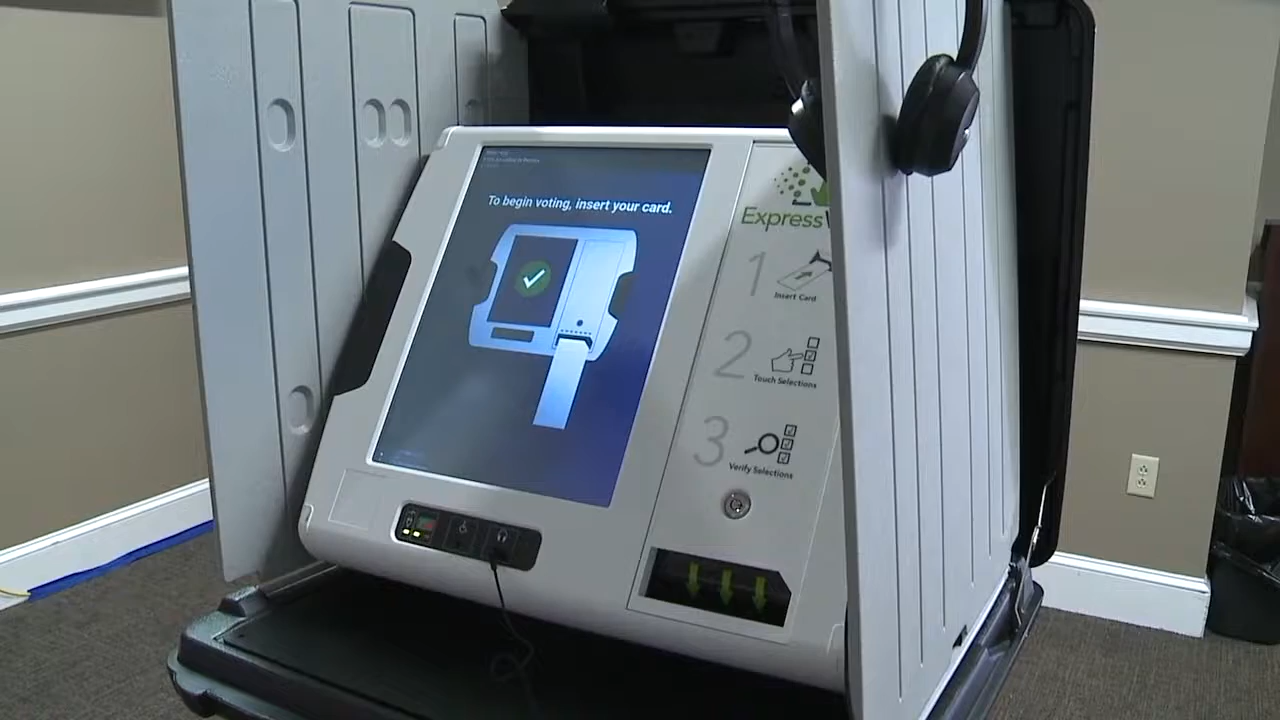 To begin voting, insert your card.
Express
1
Insert Card
2
Touch Selections
3
Verify Selections